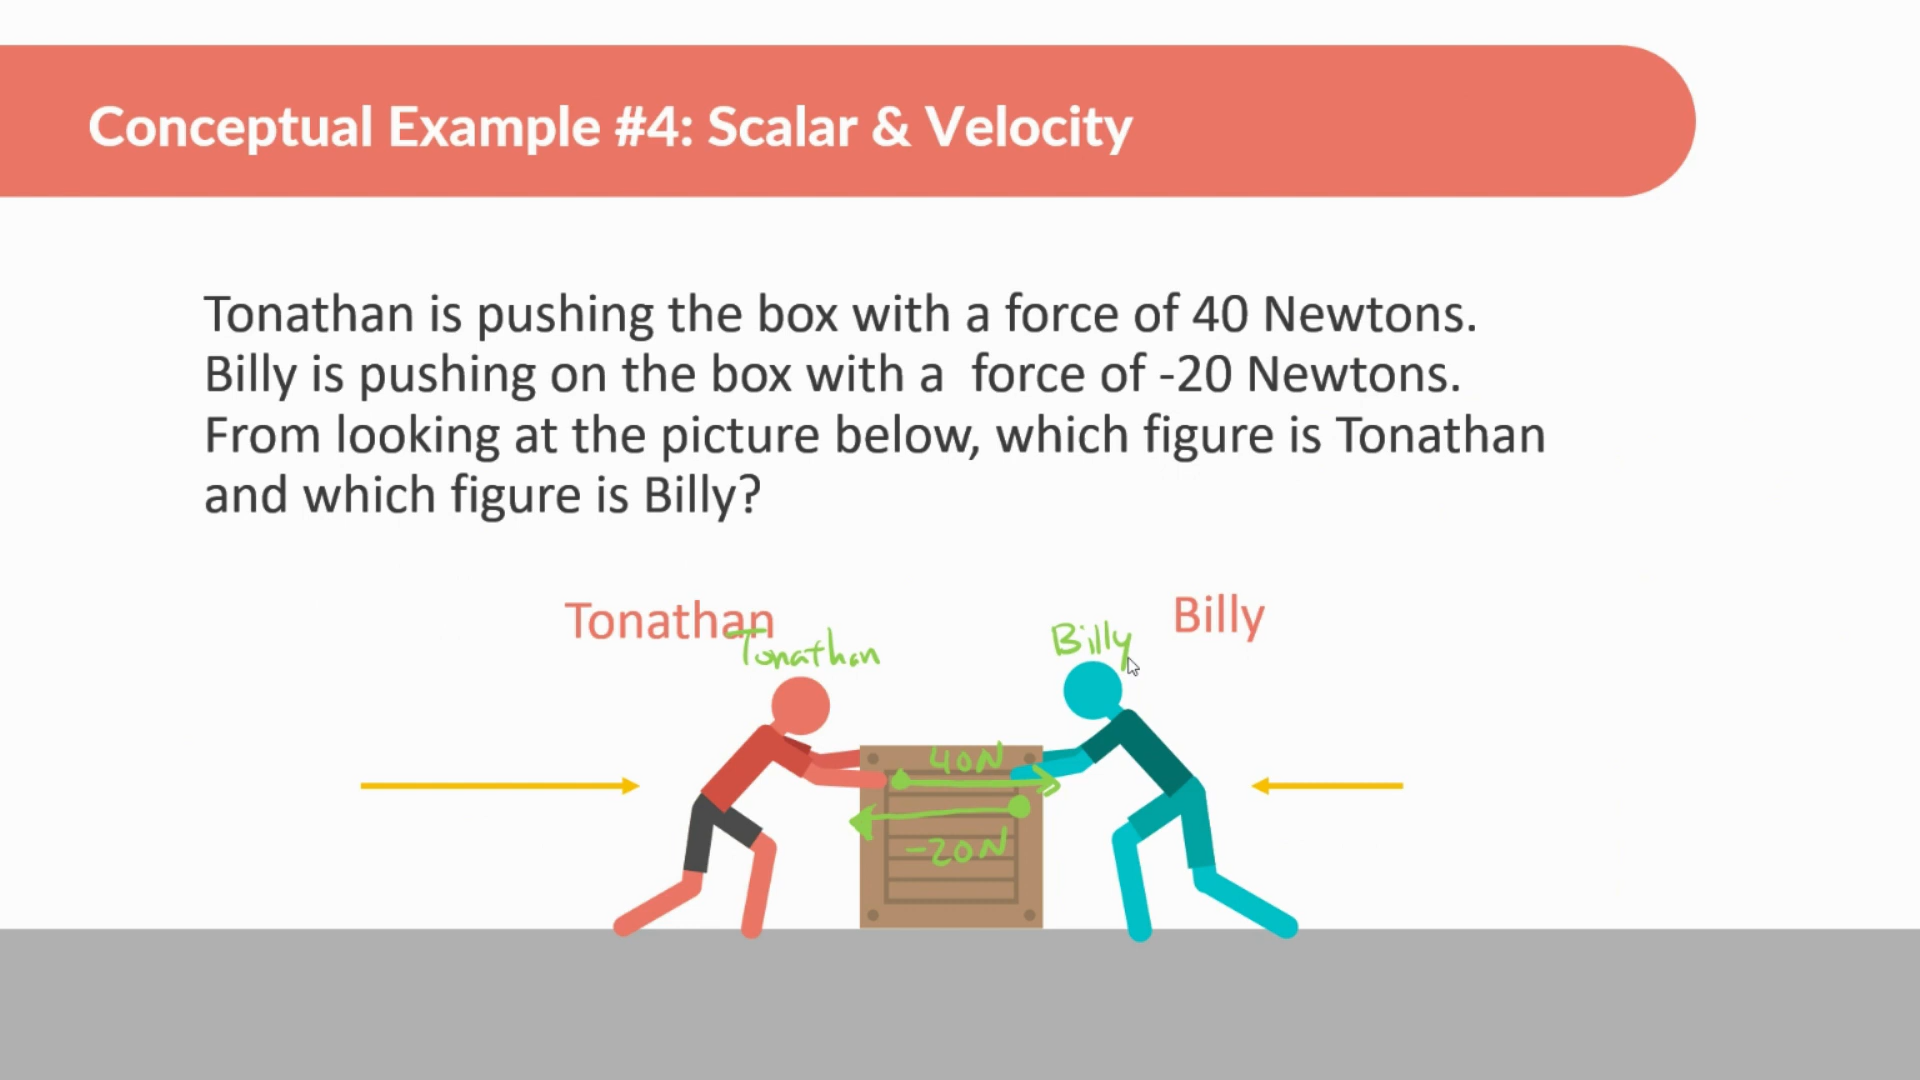 Conceptual Example #4: Scalar & Velocity
Tonathan is pushing the box with a force of 40 Newtons.
Billy is pushing on the box with a force of -20 Newtons.
From looking at the picture below, which figure is Tonathan
and which figure is Billy?
Tonathan
Billy
Tonathan
Billy
40N
-20N